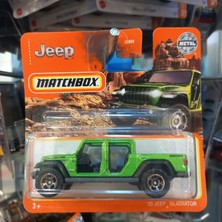 Jeep
METAL
MATCHBOX
'20 JEEP GLADIATOR
3+